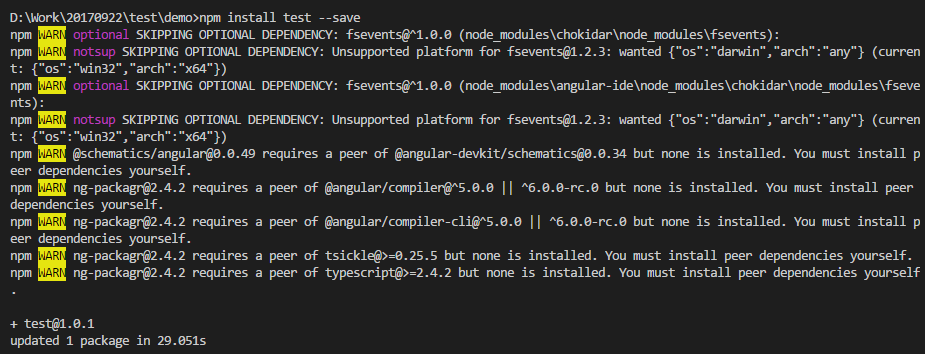 D:\Work\20170922\test\demo>npm install test --save
npm WARN optional SKIPPING OPTIONAL DEPENDENCY: fsevents@^1.0.0 (node_modules\chokidar\node_modules\fsevents):
npm WARN notsup SKIPPING OPTIONAL DEPENDENCY: Unsupported platform for fsevents@1.2.3: wanted {"os":"darwin","arch":"any"} (curren
t: {"os":"win32","arch":"x64"})
npm WARN optional SKIPPING OPTIONAL DEPENDENCY: fsevents@^1.0.0 (node_modules\angular-ide\node_modules\chokidar\node_modules\fseve
nts):
npm WARN notsup SKIPPING OPTIONAL DEPENDENCY: Unsupported platform for fsevents@1.2.3: wanted {"os":"darwin","arch":"any"} (curren
t: {"os":"win32","arch":"x64"})
npm WARN @schematics/angular@0.0.49 requires a peer of @angular-devkit/schematics@0.0.34 but none is installed. You must install p
eer dependencies yourself.
npm WARN ng-packagr@2.4.2 requires a peer of @angular/compiler@^5.0.0 || ^6.0.0-rc.0 but none is installed. You must install peer
dependencies yourself.
npm WARN ng-packagr@2.4.2 requires a peer of @angular/compiler-cli@^5.0.0 || ^6.0.0-rc.0 but none is installed. You must install p
eer dependencies yourself.
npm WARN ng-packagr@2.4.2 requires a peer of tsickle@>=0.25.5 but none is installed. You must install peer dependencies yourself.
npm WARN ng-packagr@2.4.2 requires a peer of typescript@>=2.4.2 but none is installed. You must install peer dependencies yourself
.
+ test@1.0.1
updated 1 package in 29.051s